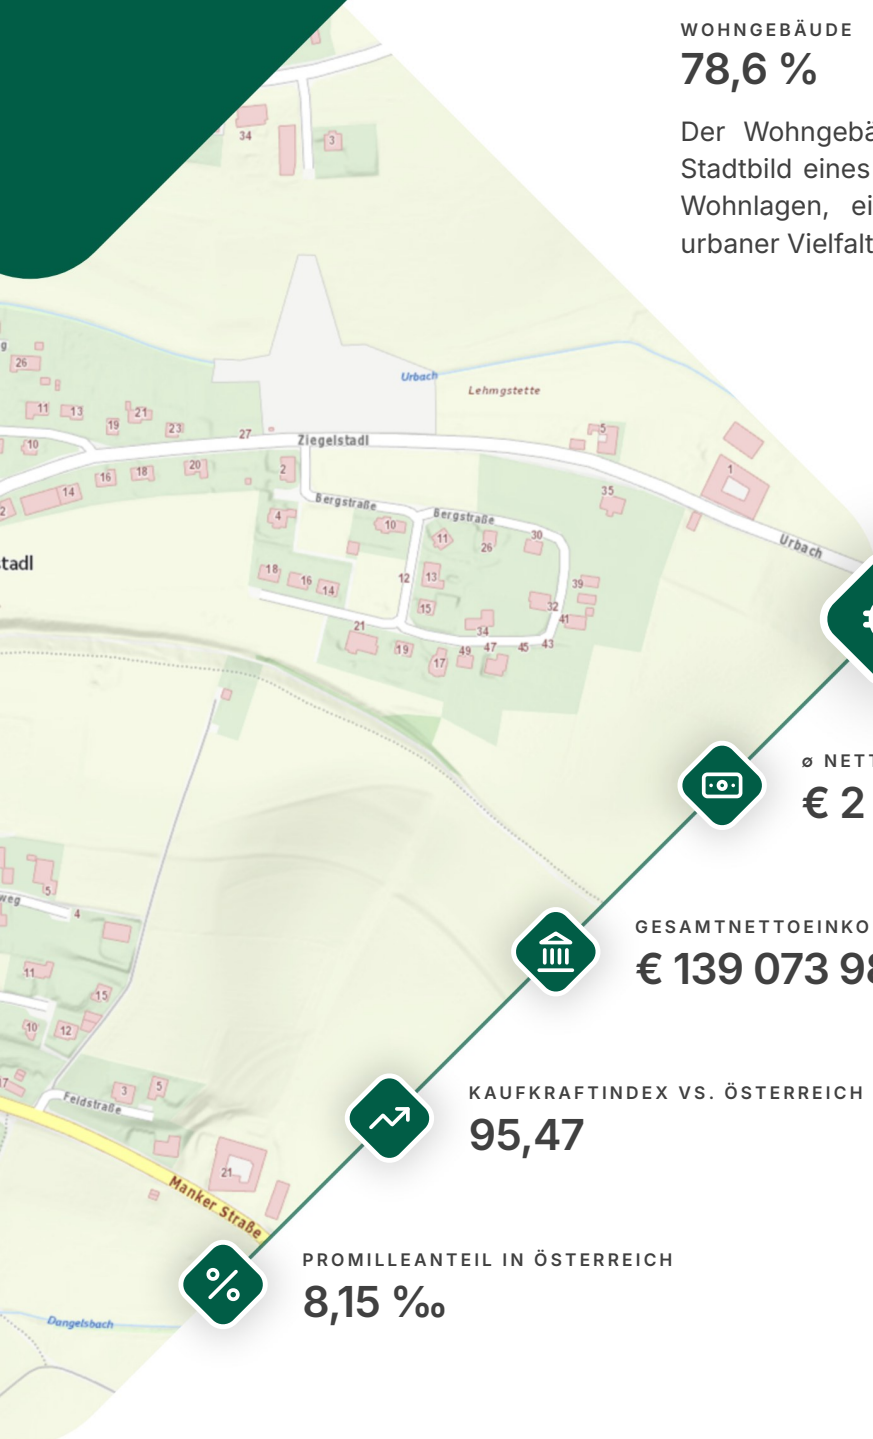 WOHNGEBÄUDE
78,6 %
Der Wohngebä
Stadtbild eines
Wohnlagen, ei
urbaner Vielfalt
34
3
g
26
11
13
19
21
23
27
Ziegelstadl
Urbach
Lehmgstette
5
1
10
16
18
20
2
14
2
4
Bergstraße
10
Bergstraße
11
26
30
35
Urbach
stadl
18
16
14
12
13
15
39
32
41
21
19
17
34
49
47
45
43
ø NETT
€ 2
5
weg
4
GESAMTNETTOEINKO
€ 139 073 98
11
15
10
12
7
Feldstraße
3
5
KAUFKRAFTINDEX VS. ÖSTERREICH
95,47
21
Manker Straße
PROMILLEANTEIL IN ÖSTERREICH
8,15 ‰
Dangelsbach